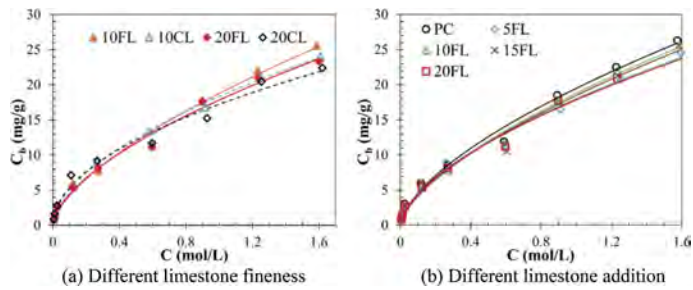 10FL 10CL 20FL 20CL
30
25
20
15
10
5
0
C_b (mg/g)
0 0.4 0.8 1.2 1.6
C (mol/L)
(a) Different limestone fineness
PC 5FL
10FL 15FL
20FL
30
25
20
15
10
5
0
C_b (mg/g)
0 0.4 0.8 1.2 1.6
C (mol/L)
(b) Different limestone addition